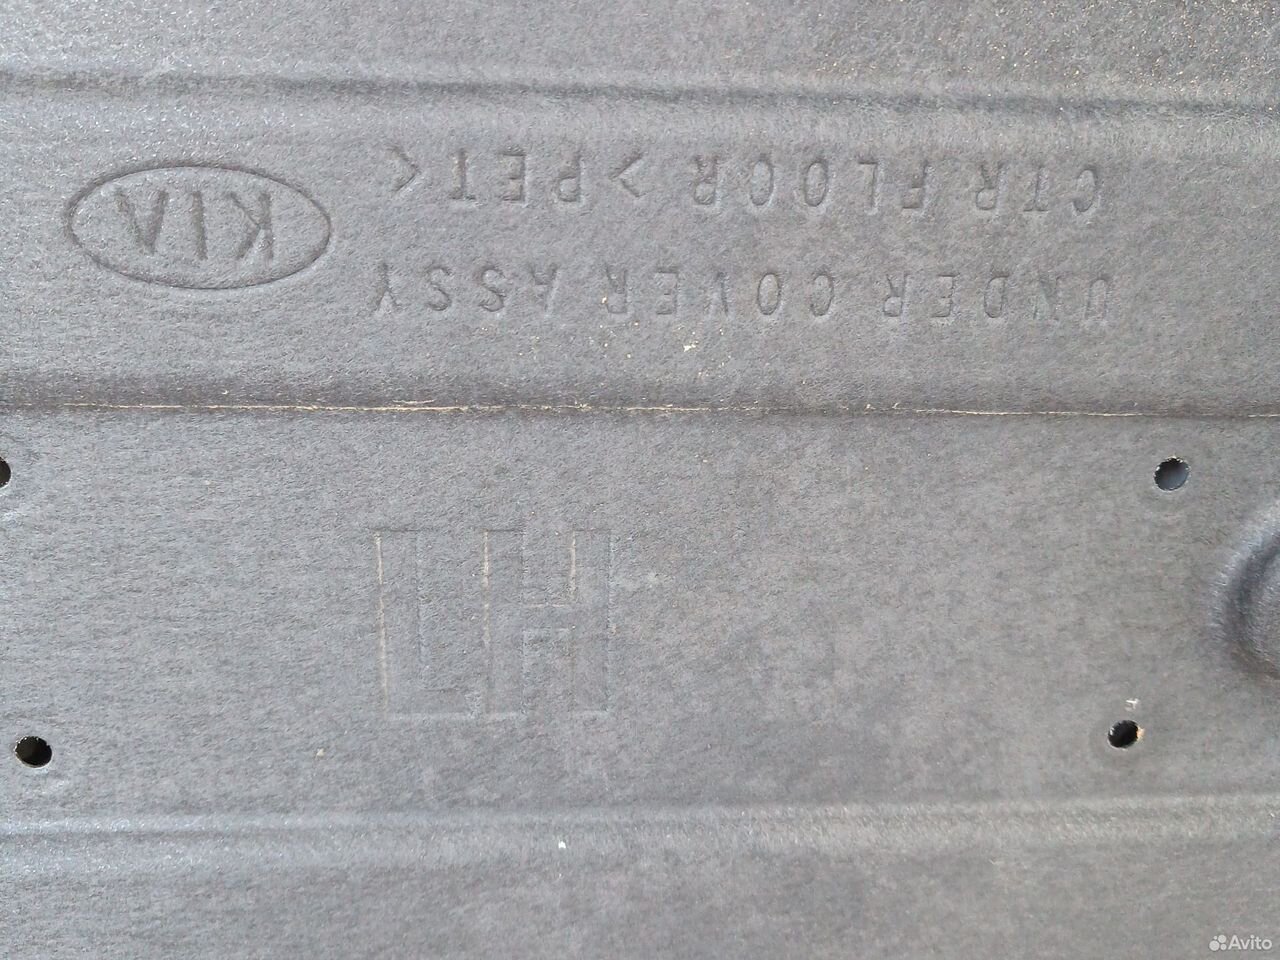 UNDER COVER ASSY
CTR FLOOR >PET<
KIA
LH
Avito